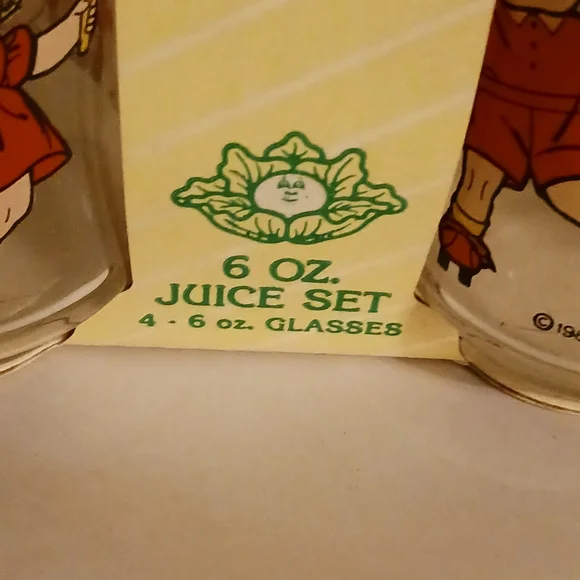 6 OZ.
JUICE SET
4 - 6 oz. GLASSES
©